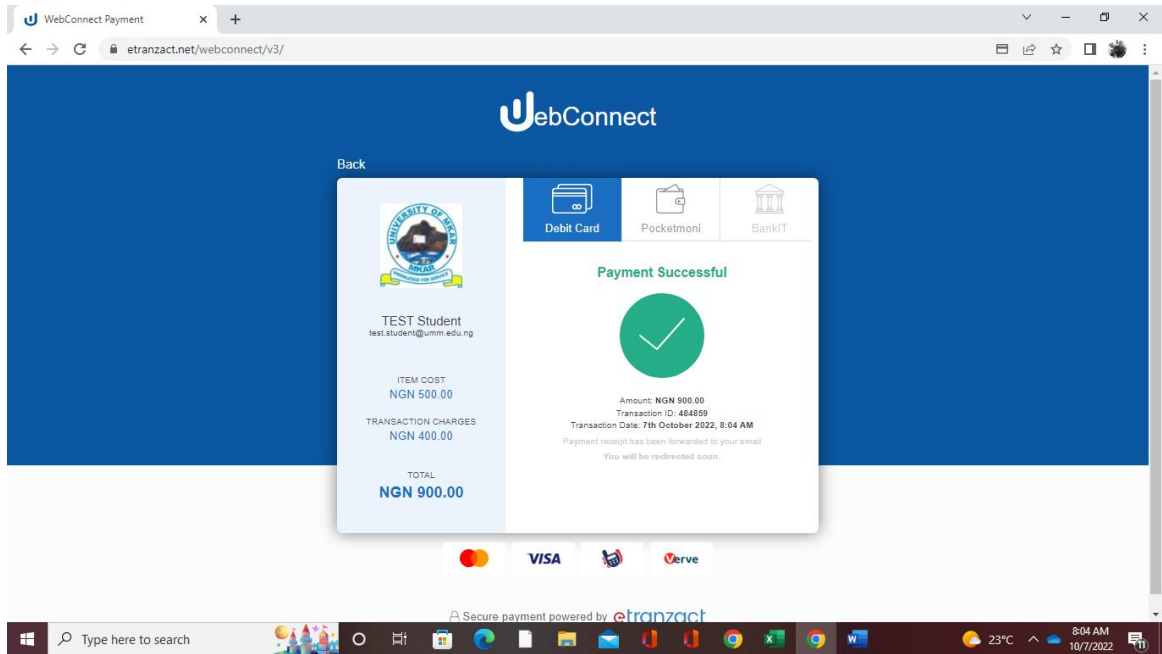 WebConnect Payment
etranzact.net/webconnect/v3/
WebConnect
Back
UNIVERSITY OF MKAR
MKAR
KNOWLEDGE FOR SERVICE
TEST Student
test.student@umm.edu.ng
ITEM COST
NGN 500.00
TRANSACTION CHARGES
NGN 400.00
TOTAL
NGN 900.00
Debit Card
Pocketmoni
BankIT
Payment Successful
Amount: NGN 900.00
Transaction ID: 484859
Transaction Date: 7th October 2022, 8:04 AM
Payment receipt has been forwarded to your email
You will be redirected soon.
VISA
Verve
Secure payment powered by etranzact
Type here to search
23°C
8:04 AM
10/7/2022
11